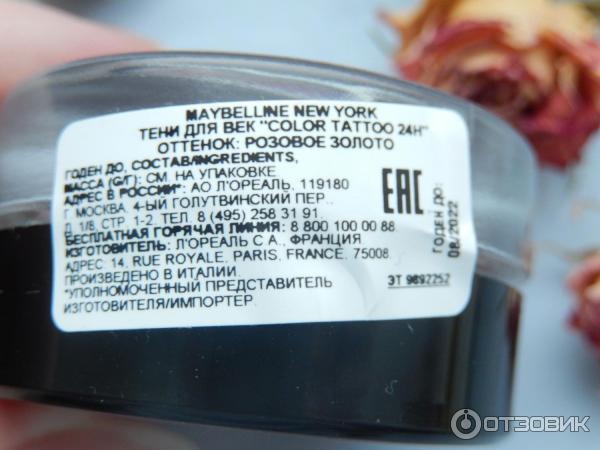 MAYBELLINE NEW YORK
ТЕНИ ДЛЯ ВЕК "COLOR TATTOO 24H"
ОТТЕНОК: РОЗОВОЕ ЗОЛОТО
ГОДЕН ДО, СОСТАВ/INGREDIENTS,
МАССА (G/Г): СМ. НА УПАКОВКЕ
АДРЕС В РОССИИ*: АО Л'ОРЕАЛЬ, 119180
Г. МОСКВА, 4-ЫЙ ГОЛУТВИНСКИЙ ПЕР.,
Д. 1/8, СТР. 1-2, ТЕЛ. 8 (495) 258 31 91.
БЕСПЛАТНАЯ ГОРЯЧАЯ ЛИНИЯ: 8 800 100 00 88
ИЗГОТОВИТЕЛЬ: Л'ОРЕАЛЬ С.А., ФРАНЦИЯ
АДРЕС: 14, RUE ROYALE, PARIS, FRANCE, 75008.
ПРОИЗВЕДЕНО В ИТАЛИИ.
*УПОЛНОМОЧЕННЫЙ ПРЕДСТАВИТЕЛЬ
ИЗГОТОВИТЕЛЯ/ИМПОРТЕР.
EAC
ГОДЕН ДО:
08/2022
ЭТ 9892252
ОТЗОВИК